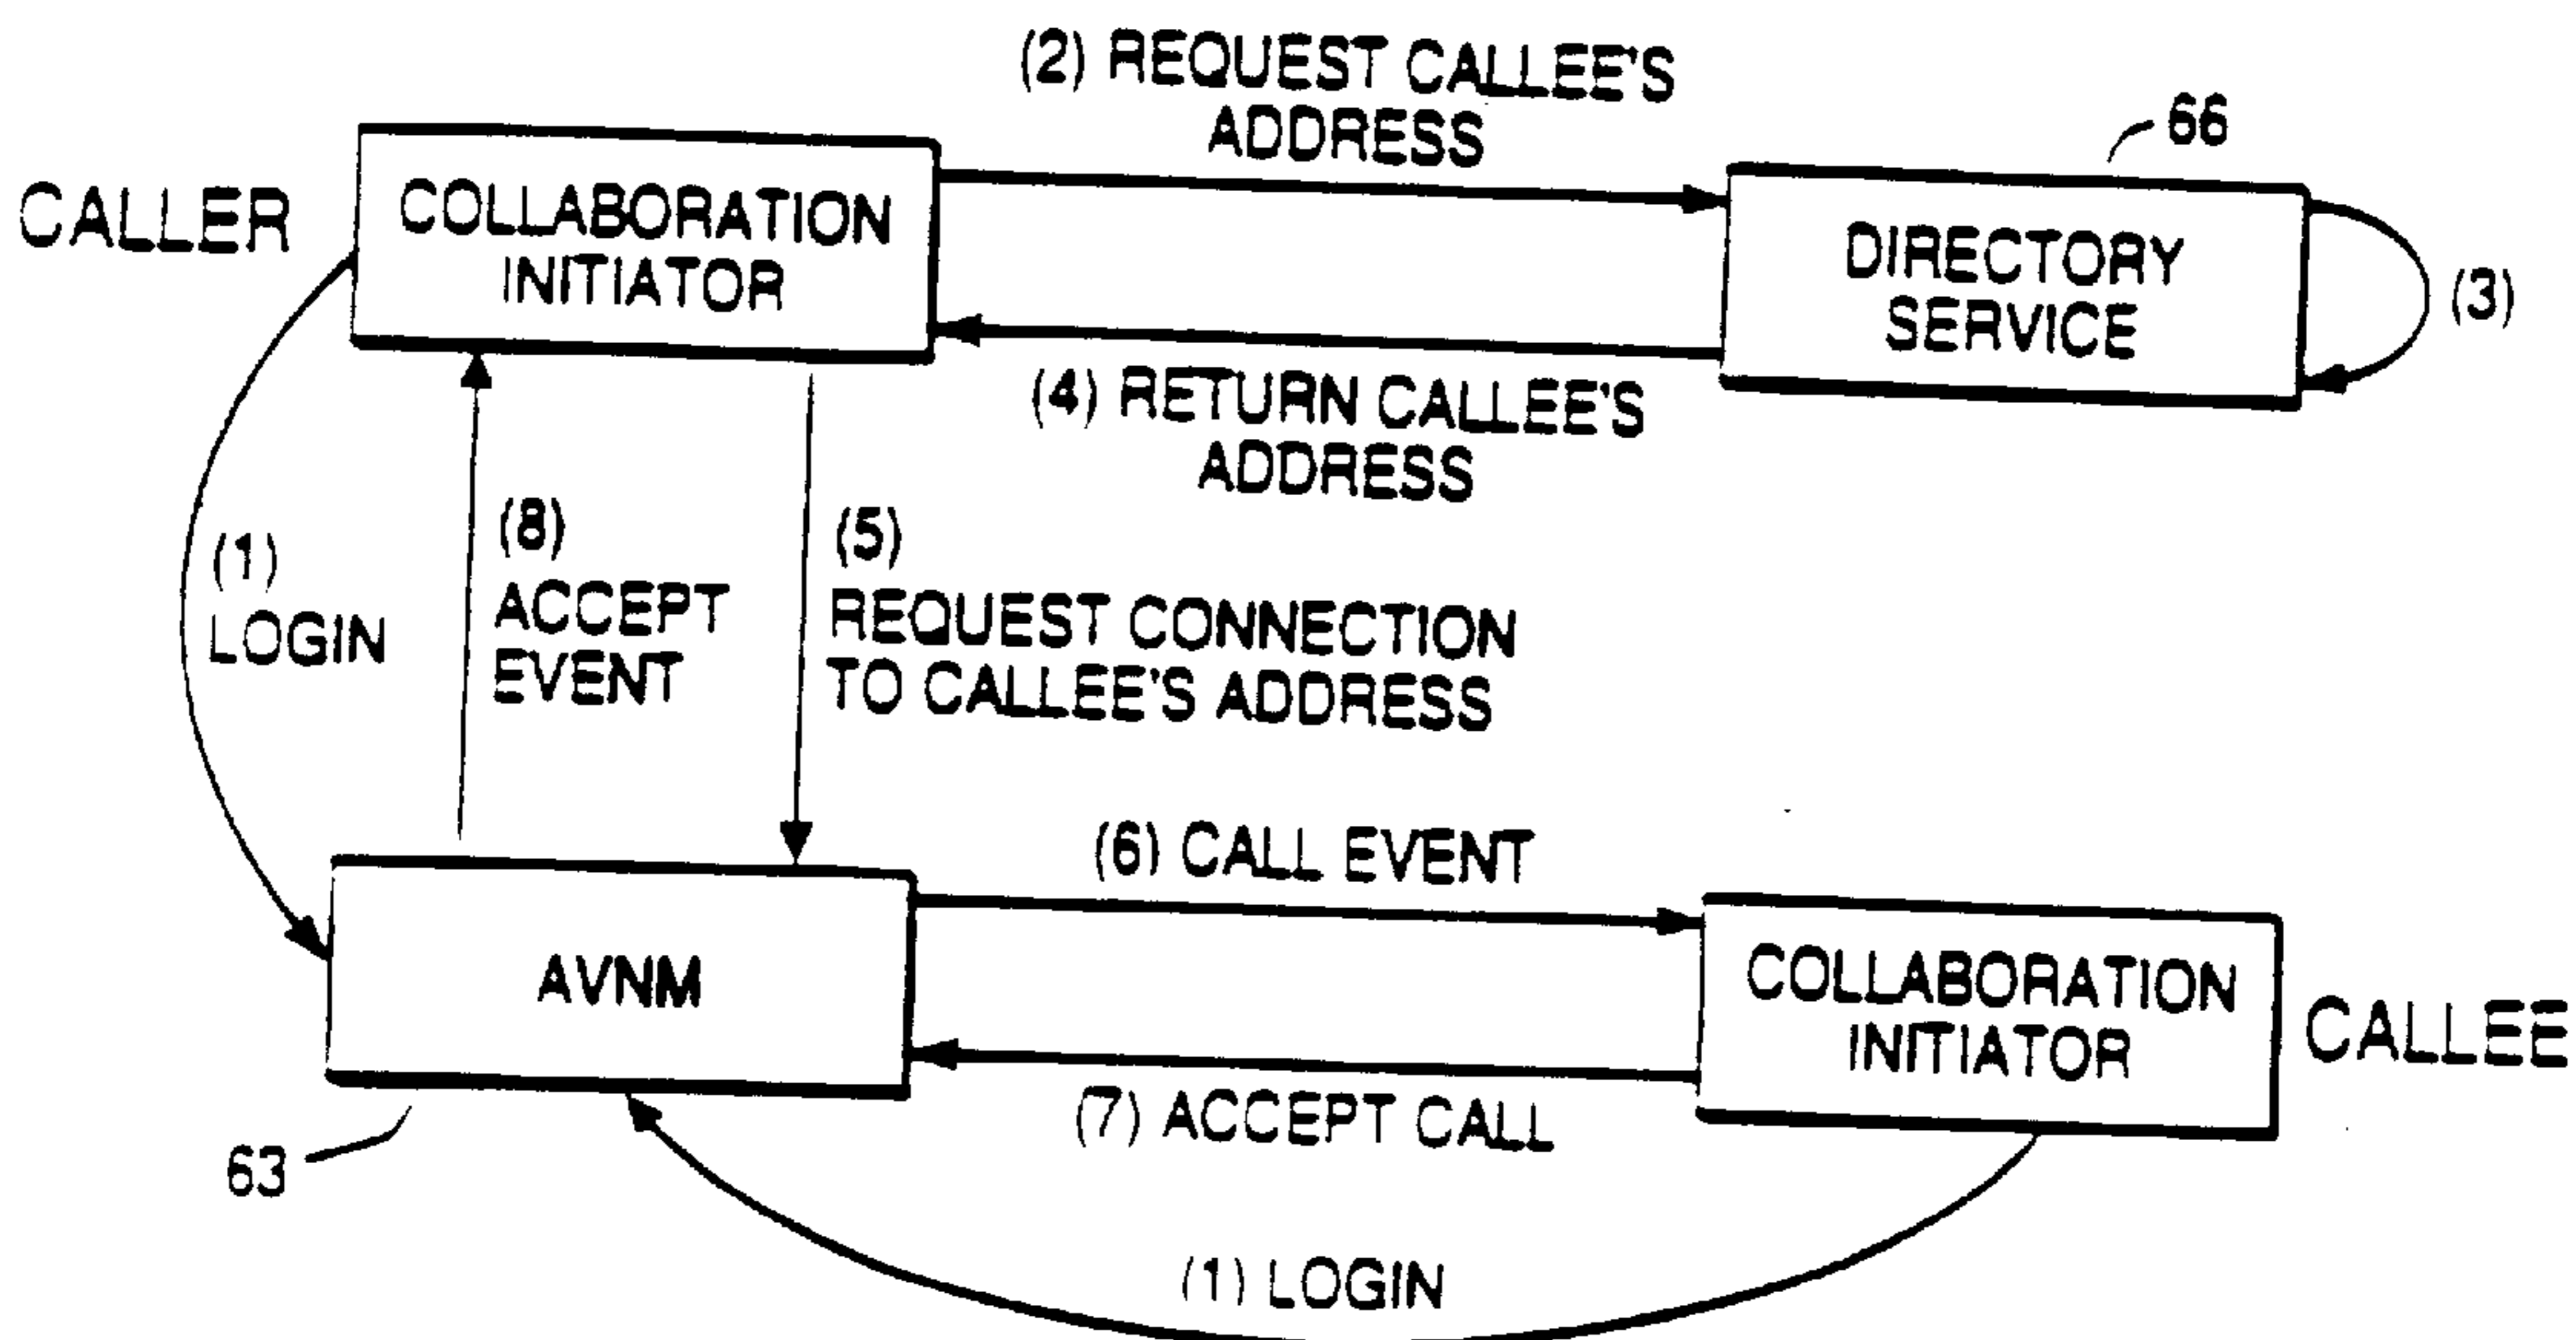 (2) REQUEST CALLEE'S
ADDRESS
66
CALLER
COLLABORATION
INITIATOR
DIRECTORY
SERVICE
(3)
(4) RETURN CALLEE'S
ADDRESS
(1)
LOGIN
(8)
ACCEPT
EVENT
(5)
REQUEST CONNECTION
TO CALLEE'S ADDRESS
(6) CALL EVENT
AVNM
COLLABORATION
INITIATOR
CALLEE
(7) ACCEPT CALL
63
(1) LOGIN